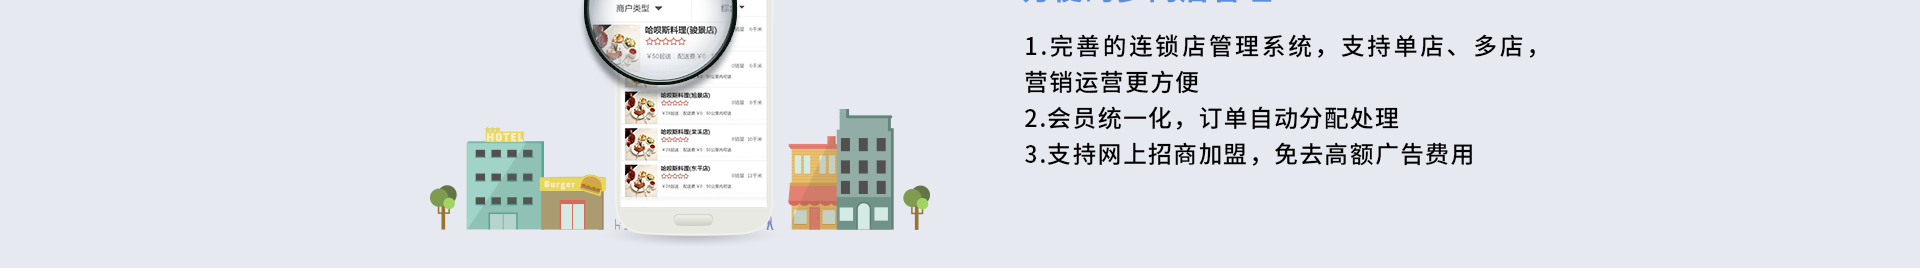 商户类型
哈呗斯料理(骏景店)
￥50起送 配送费￥0
哈呗斯料理(旭景店)
哈呗斯料理(棠溪店)
哈呗斯料理(东平店)
HOTEL
Burger
1.完善的连锁店管理系统，支持单店、多店，
营销运营更方便
2.会员统一化，订单自动分配处理
3.支持网上招商加盟，免去高额广告费用